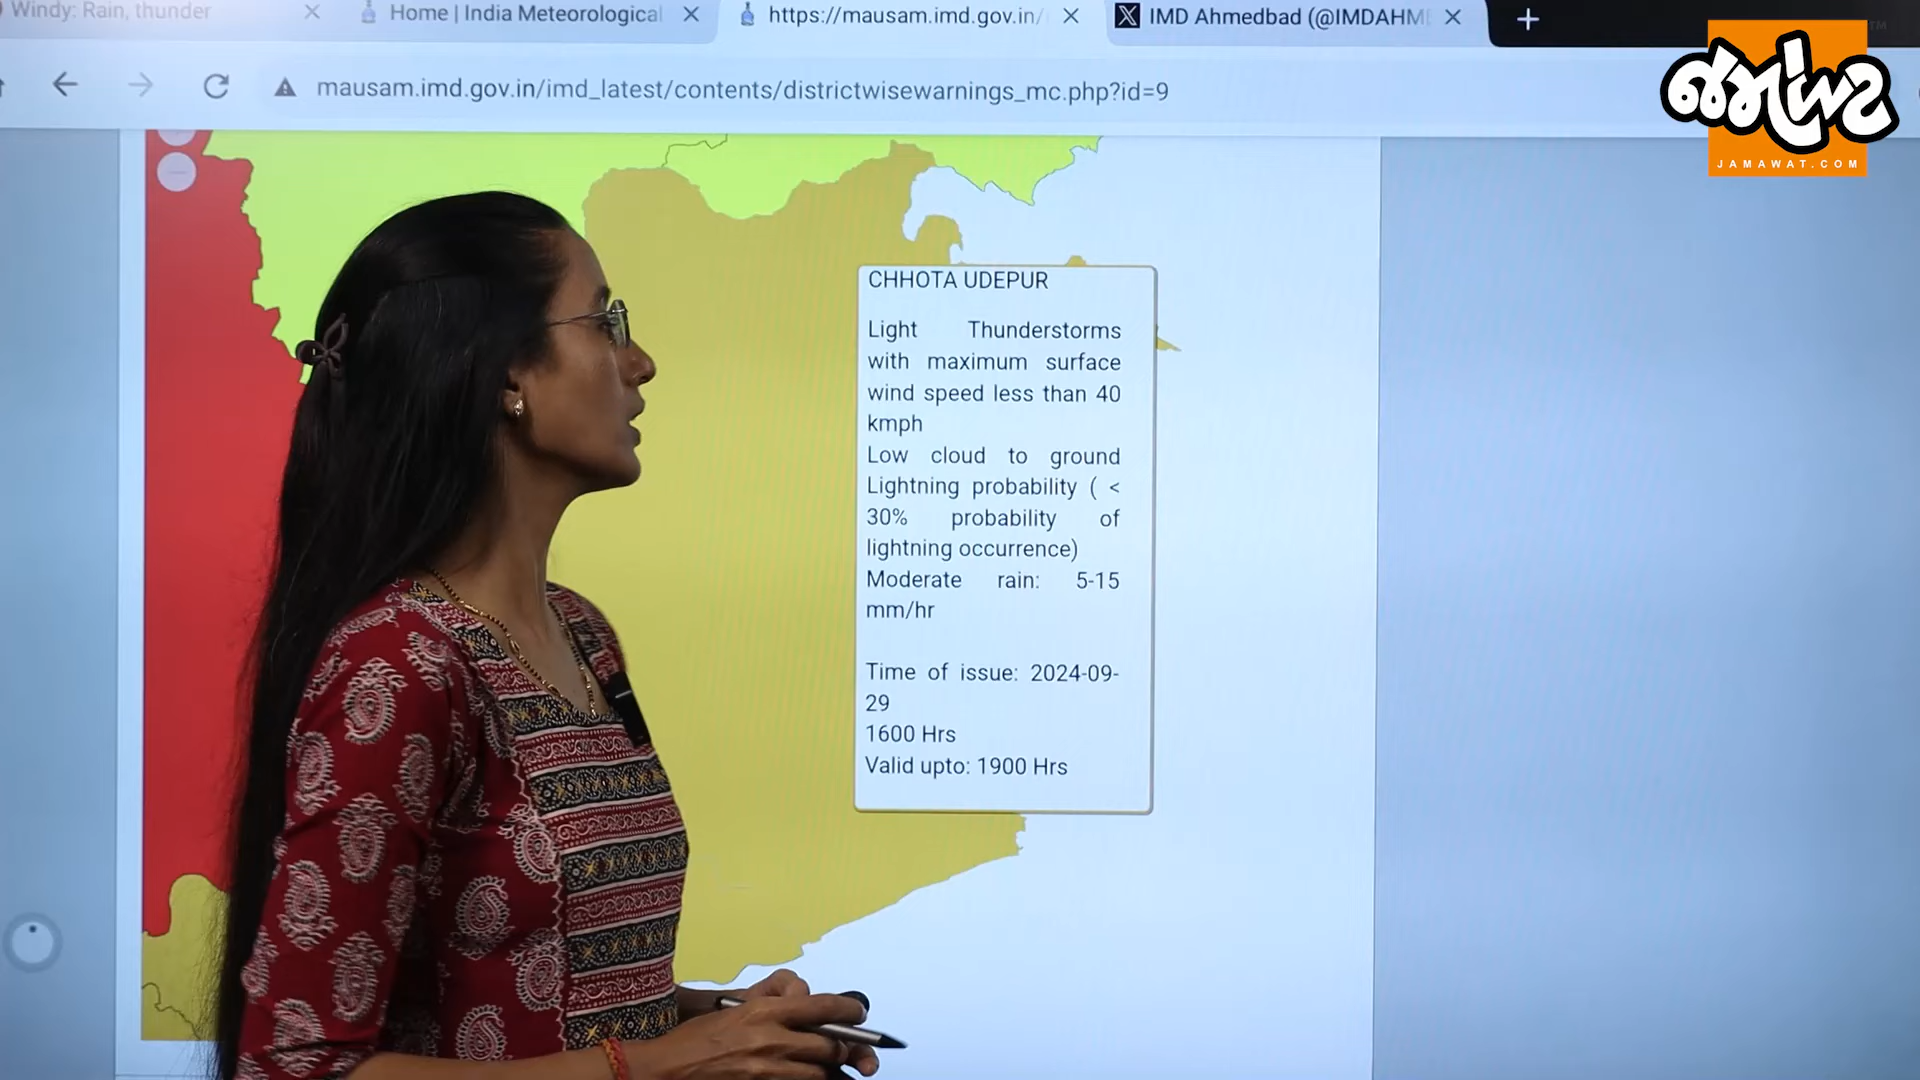 Windy: Rain, thunder
Home | India Meteorological
https://mausam.imd.gov.in/
IMD Ahmedbad (@IMDAHM
mausam.imd.gov.in/imd_latest/contents/districtwisewarnings_mc.php?id=9
જમાવટ
TM
JAMAWAT.COM
CHHOTA UDEPUR
Light Thunderstorms
with maximum surface
wind speed less than 40
kmph
Low cloud to ground
Lightning probability ( <
30% probability of
lightning occurrence)
Moderate rain: 5-15
mm/hr
Time of issue: 2024-09-
29
1600 Hrs
Valid upto: 1900 Hrs